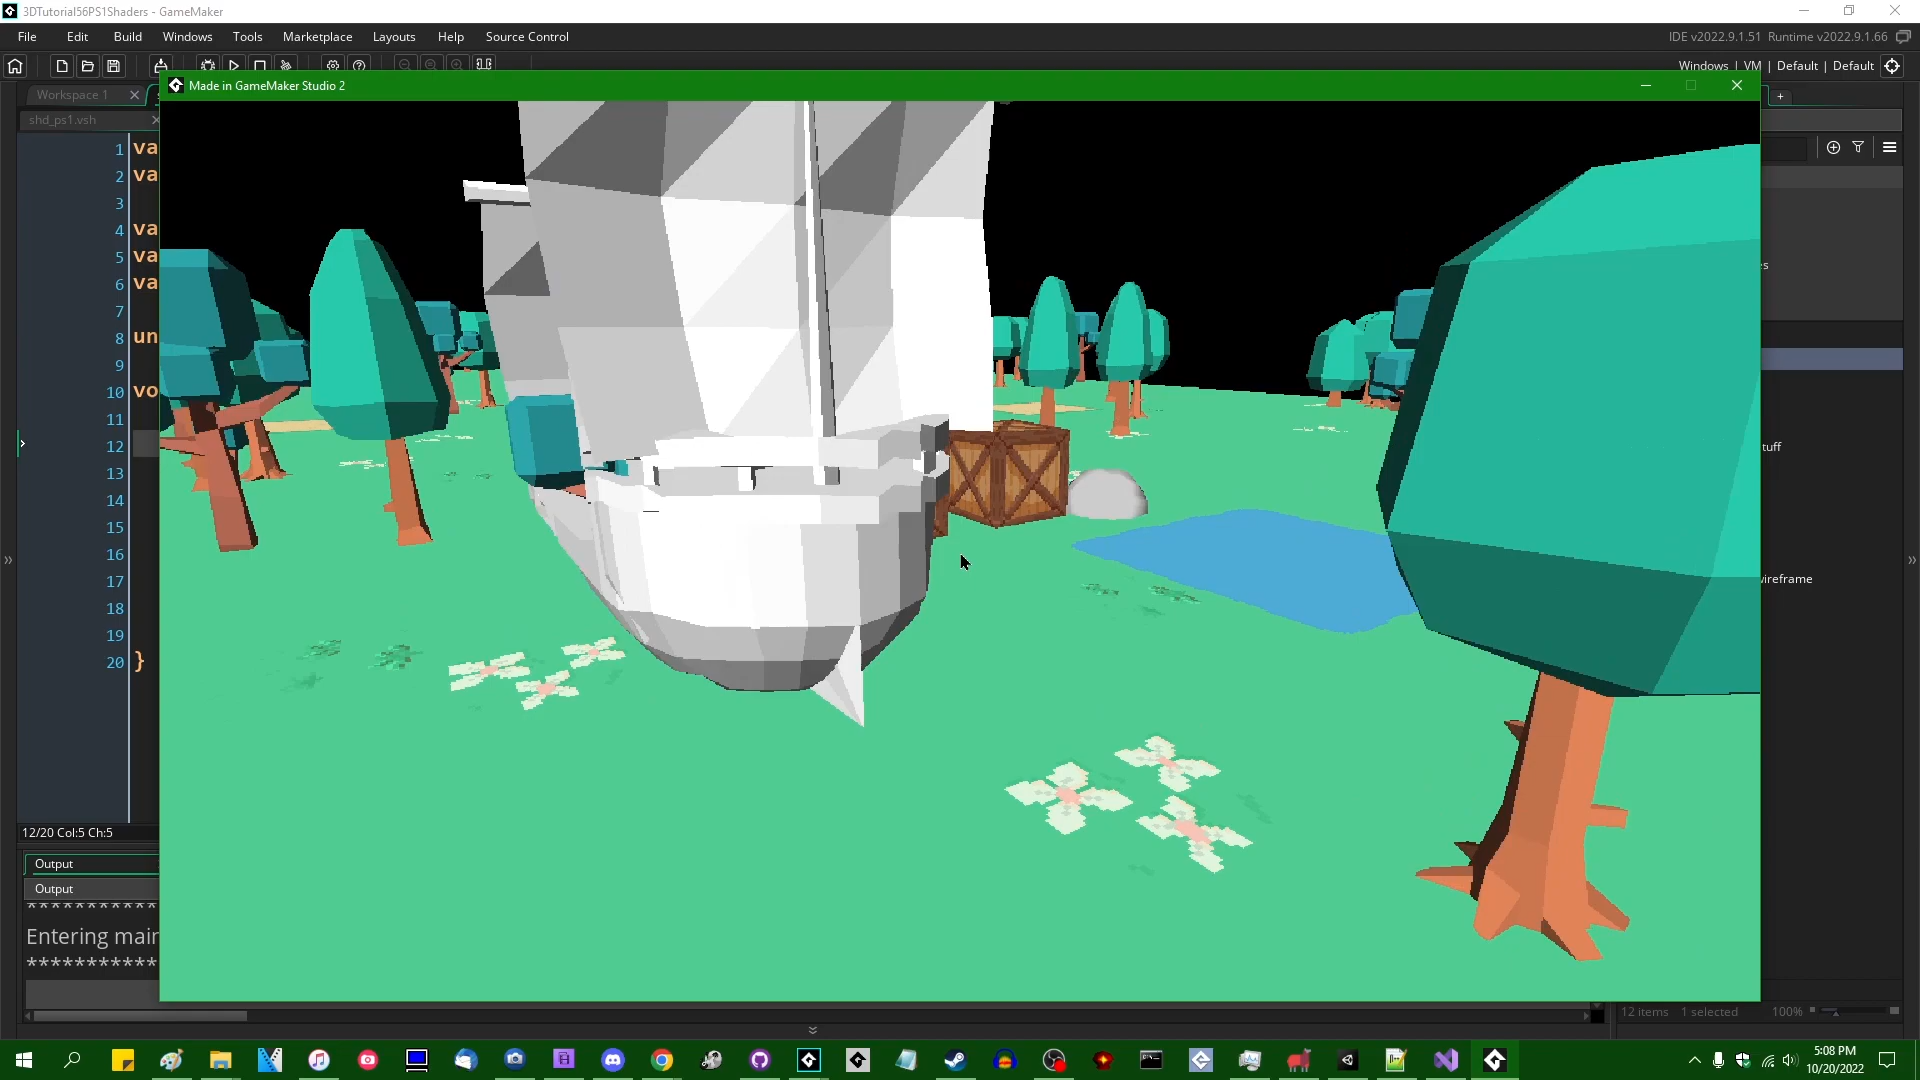 3DTutorial56PS1Shaders - GameMaker
File Edit Build Windows Tools Marketplace Layouts Help Source Control
IDE v2022.9.1.51 Runtime v2022.9.1.66
Windows | VM | Default | Default
Workspace 1
Made in GameMaker Studio 2
shd_ps1.vsh
1 va
2 va
3
4 va
5 va
6 va
7
8 un
9
10 vo
11
12
13
14
15
16
17
18
19
20 }
es
tuff
wireframe
12/20 Col:5 Ch:5
Output
Output
***********
Entering mair
***********
12 items 1 selected 100%
5:08 PM
10/20/2022